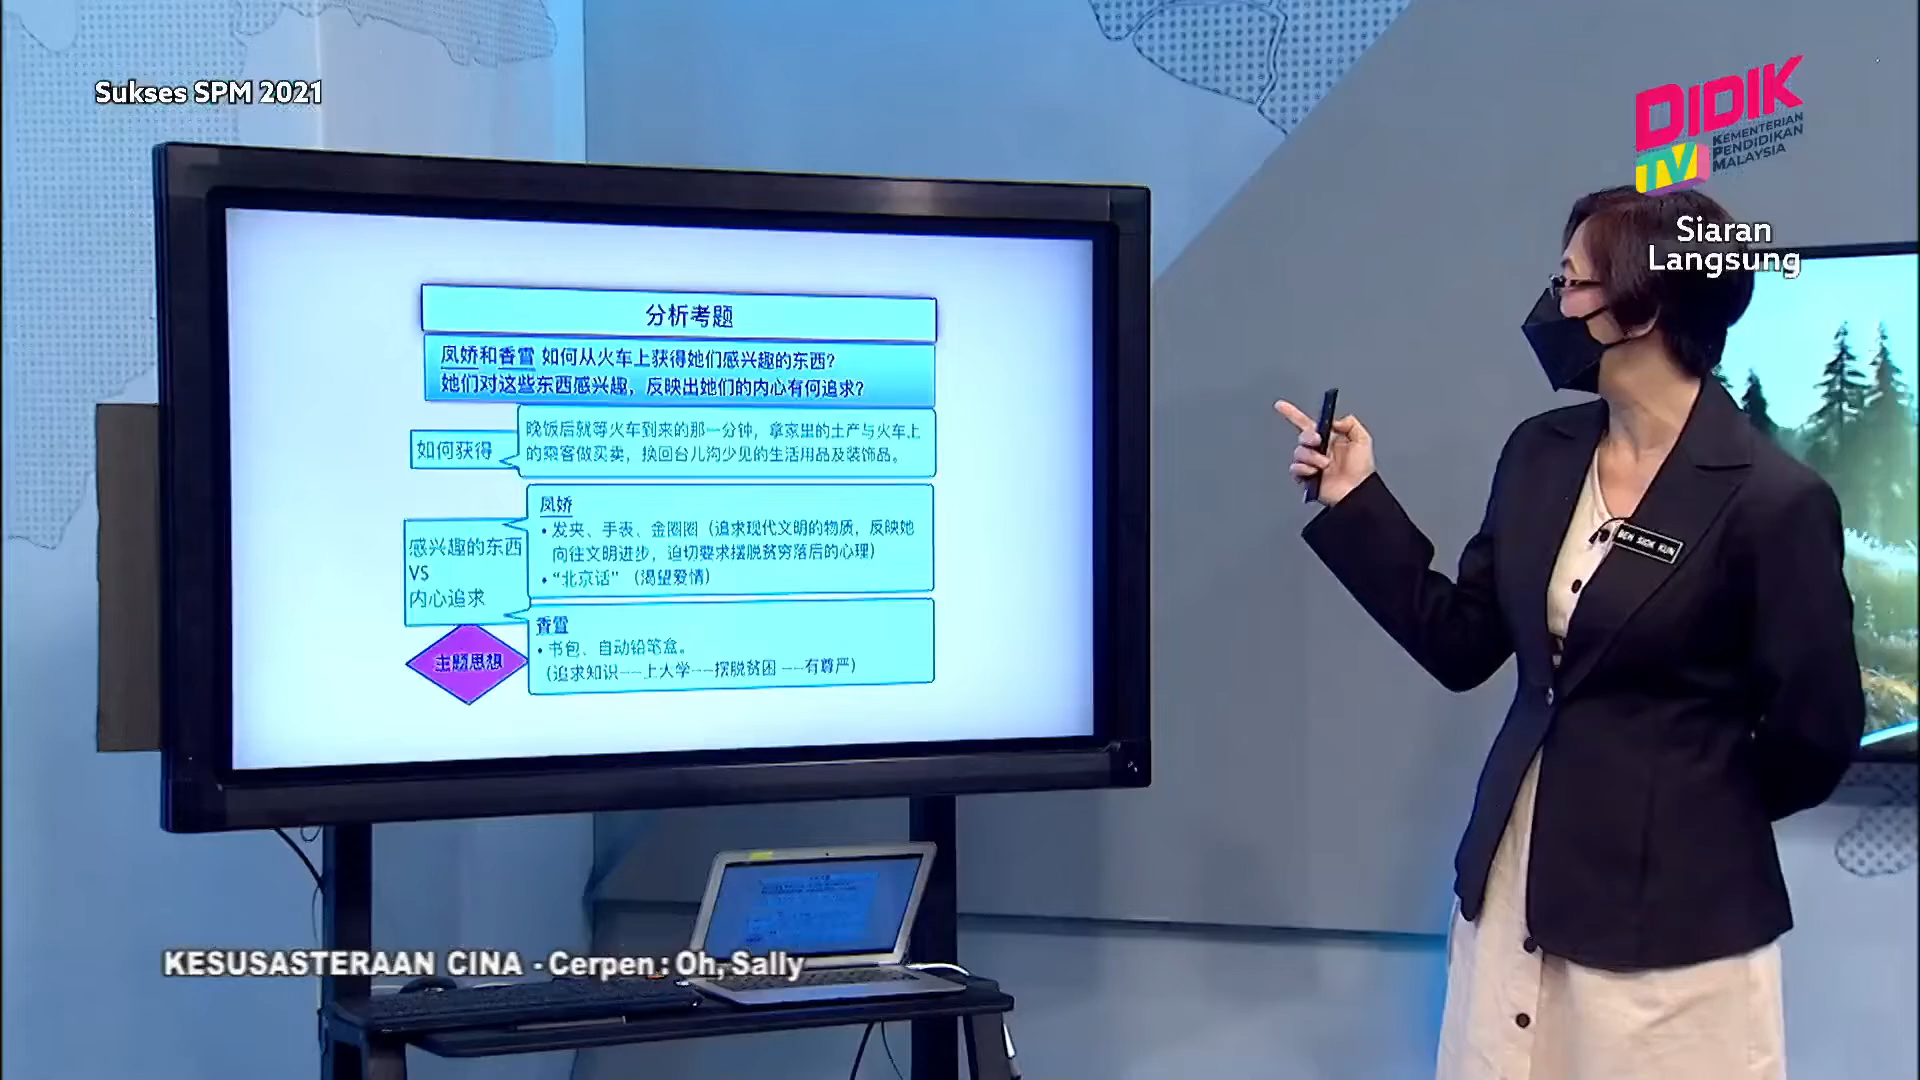 Sukses SPM 2021
DIDIK
TV
KEMENTERIAN
PENDIDIKAN
MALAYSIA
Siaran
Langsung
分析考题
凤娇和香雪 如何从火车上获得她们感兴趣的东西?
她们对这些东西感兴趣，反映出她们的内心有何追求?
如何获得
晚饭后就等火车到来的那一分钟，拿家里的土产与火车上
的乘客做买卖，换回台儿沟少见的生活用品及装饰品。
感兴趣的东西
VS
内心追求
凤娇
• 发夹、手表、金圈圈（追求现代文明的物质，反映她
向往文明进步，迫切要求摆脱贫穷落后的心理）
• “北京话”（渴望爱情）
香雪
• 书包、自动铅笔盒。
（追求知识——上大学——摆脱贫困 ——有尊严）
主题思想
BEH SIOK KUN
KESUSASTERAAN CINA - Cerpen : Oh, Sally